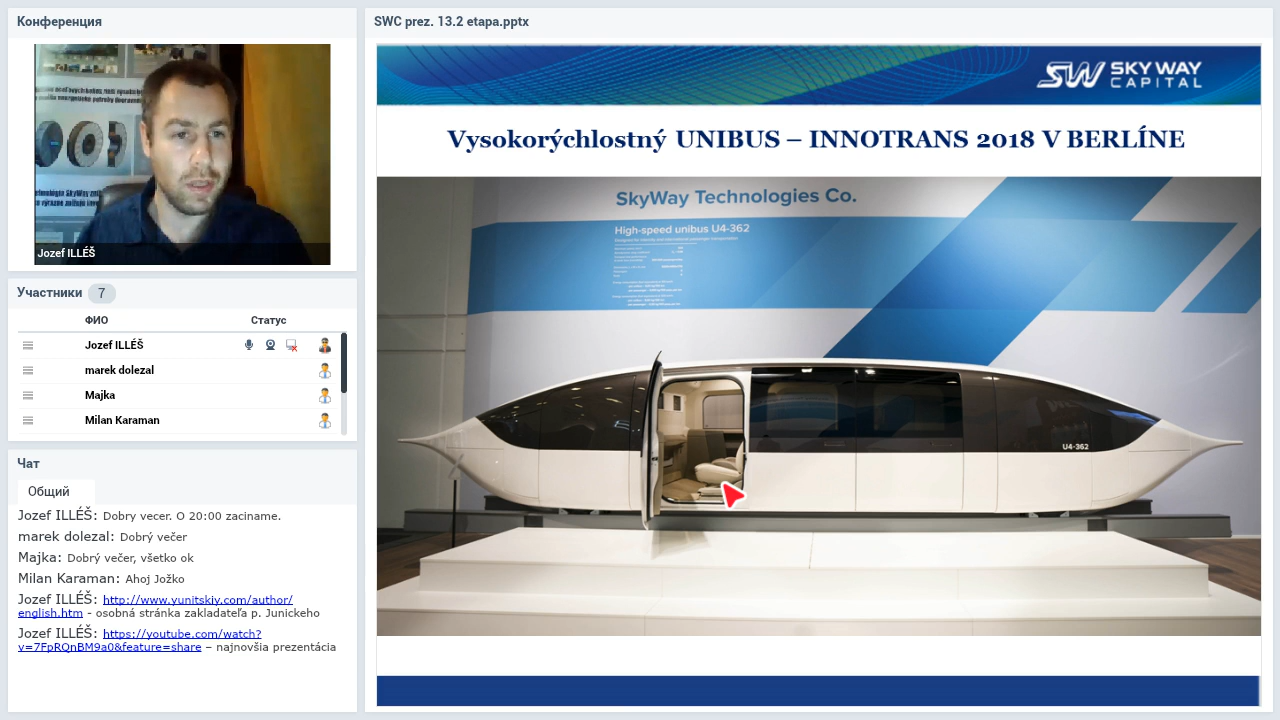 Конференция
Jozef ILLÉŠ
Участники 7
ФИО Статус
Jozef ILLÉŠ
marek dolezal
Majka
Milan Karaman
Чат
Общий
Jozef ILLÉŠ: Dobry vecer. O 20:00 zaciname.
marek dolezal: Dobrý večer
Majka: Dobrý večer, všetko ok
Milan Karaman: Ahoj Jožko
Jozef ILLÉŠ: http://www.yunitskiy.com/author/
english.htm - osobná stránka zakladateľa p. Junickeho
Jozef ILLÉŠ: https://youtube.com/watch?
v=7FpRQnBM9a0&feature=share – najnovšia prezentácia
SWC prez. 13.2 etapa.pptx
SW SKY WAY
CAPITAL
Vysokorýchlostný UNIBUS – INNOTRANS 2018 V BERLÍNE
SkyWay Technologies Co.
High-speed unibus U4-362
U4-362